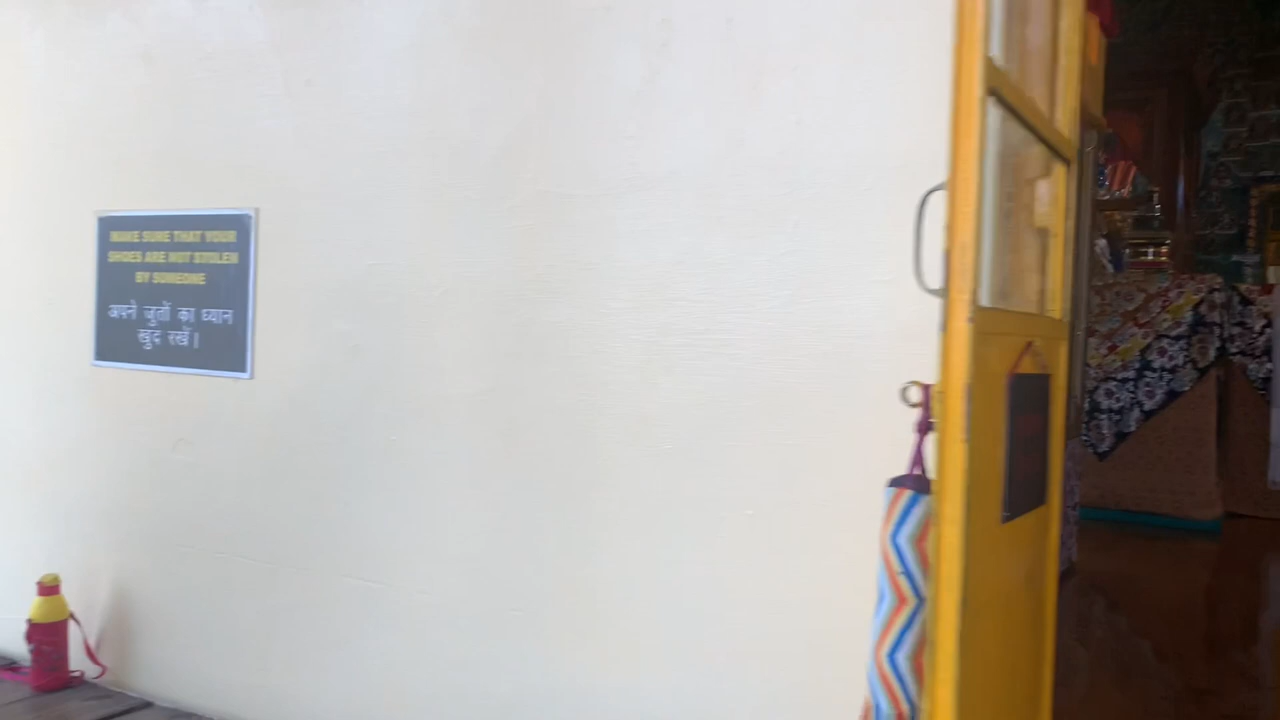 MAKE SURE THAT YOUR
SHOES ARE NOT STOLEN
BY SOMEONE
अपने जुतों का ध्यान
खुद रखें।